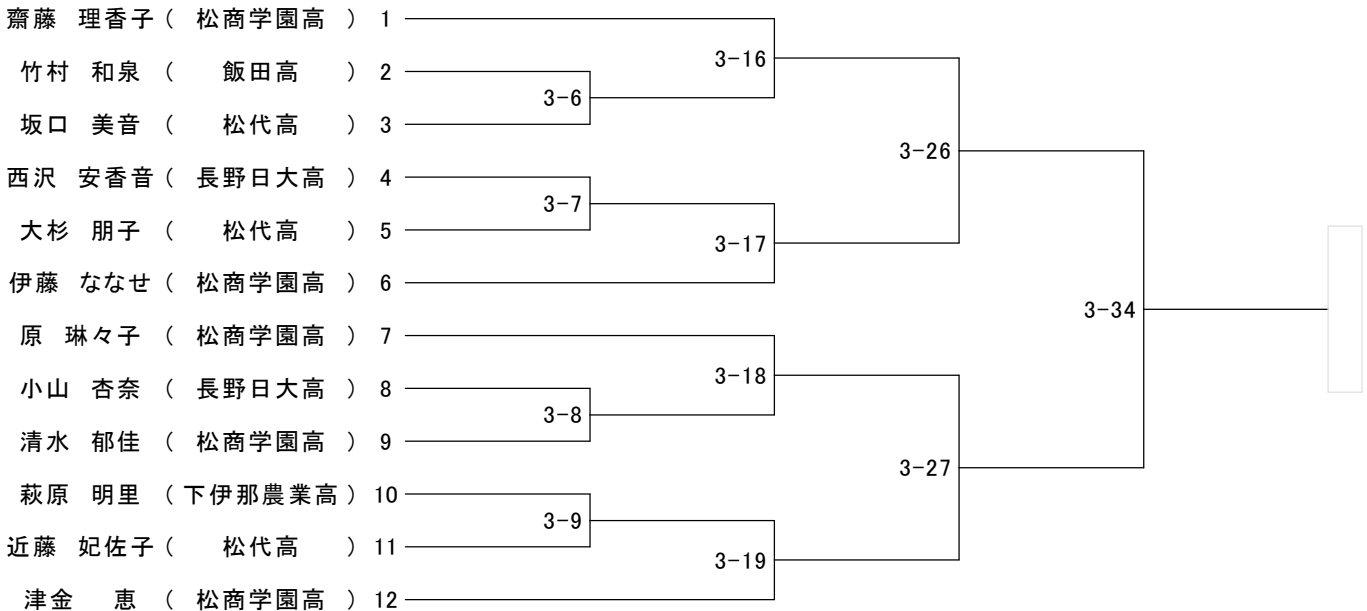 齋藤 理香子 ( 松商学園高 ) 1
3-16
竹村 和泉 ( 飯田高 ) 2
3-6
坂口 美音 ( 松代高 ) 3
3-26
西沢 安香音 ( 長野日大高 ) 4
3-7
大杉 朋子 ( 松代高 ) 5
3-17
伊藤 ななせ ( 松商学園高 ) 6
3-34
原 琳々子 ( 松商学園高 ) 7
3-18
小山 杏奈 ( 長野日大高 ) 8
3-8
清水 郁佳 ( 松商学園高 ) 9
3-27
萩原 明里 ( 下伊那農業高 ) 10
3-9
近藤 妃佐子 ( 松代高 ) 11
3-19
津金 恵 ( 松商学園高 ) 12